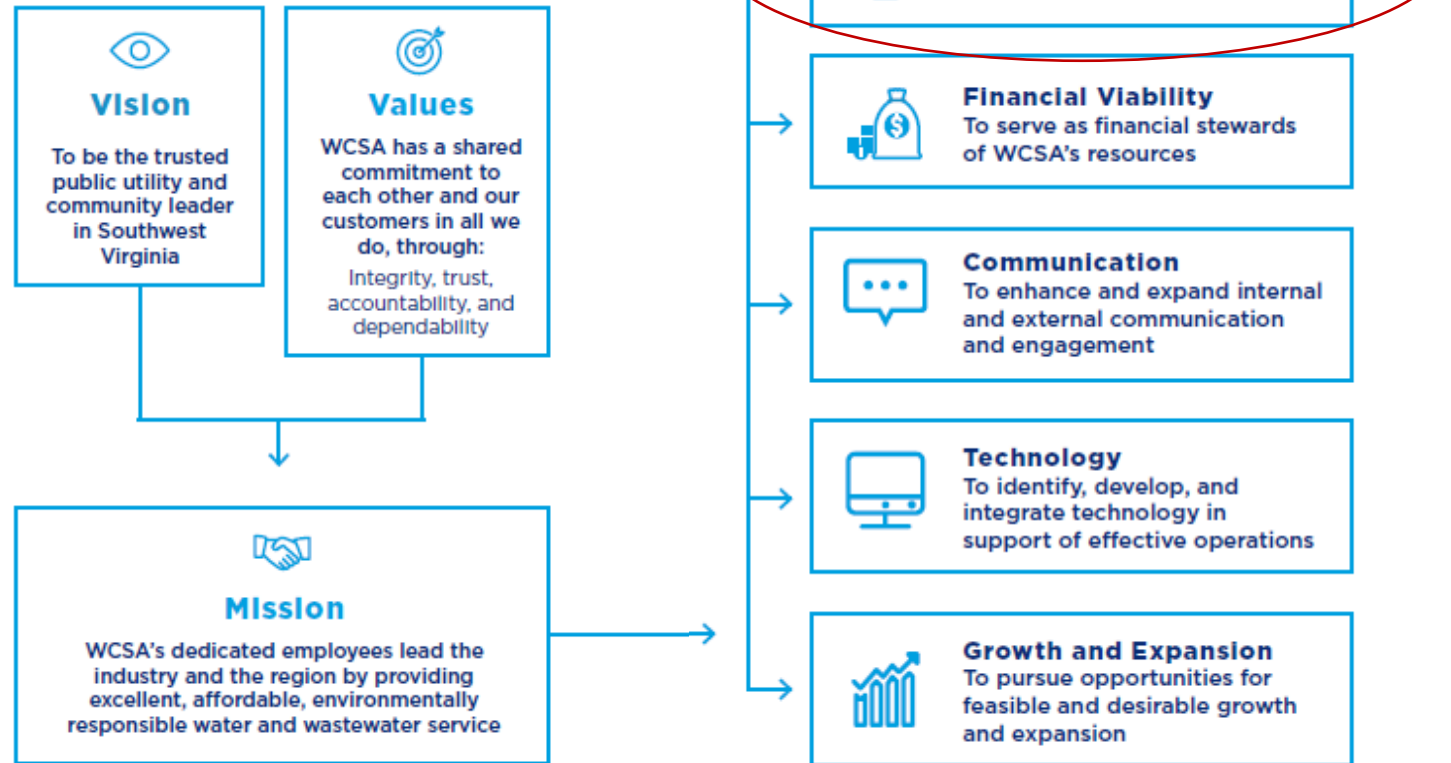 Vision
To be the trusted
public utility and
community leader
in Southwest
Virginia
Values
WCSA has a shared
commitment to
each other and our
customers in all we
do, through:
Integrity, trust,
accountability, and
dependability
Mission
WCSA's dedicated employees lead the
industry and the region by providing
excellent, affordable, environmentally
responsible water and wastewater service
Financial Viability
To serve as financial stewards
of WCSA's resources
Communication
To enhance and expand internal
and external communication
and engagement
Technology
To identify, develop, and
integrate technology in
support of effective operations
Growth and Expansion
To pursue opportunities for
feasible and desirable growth
and expansion